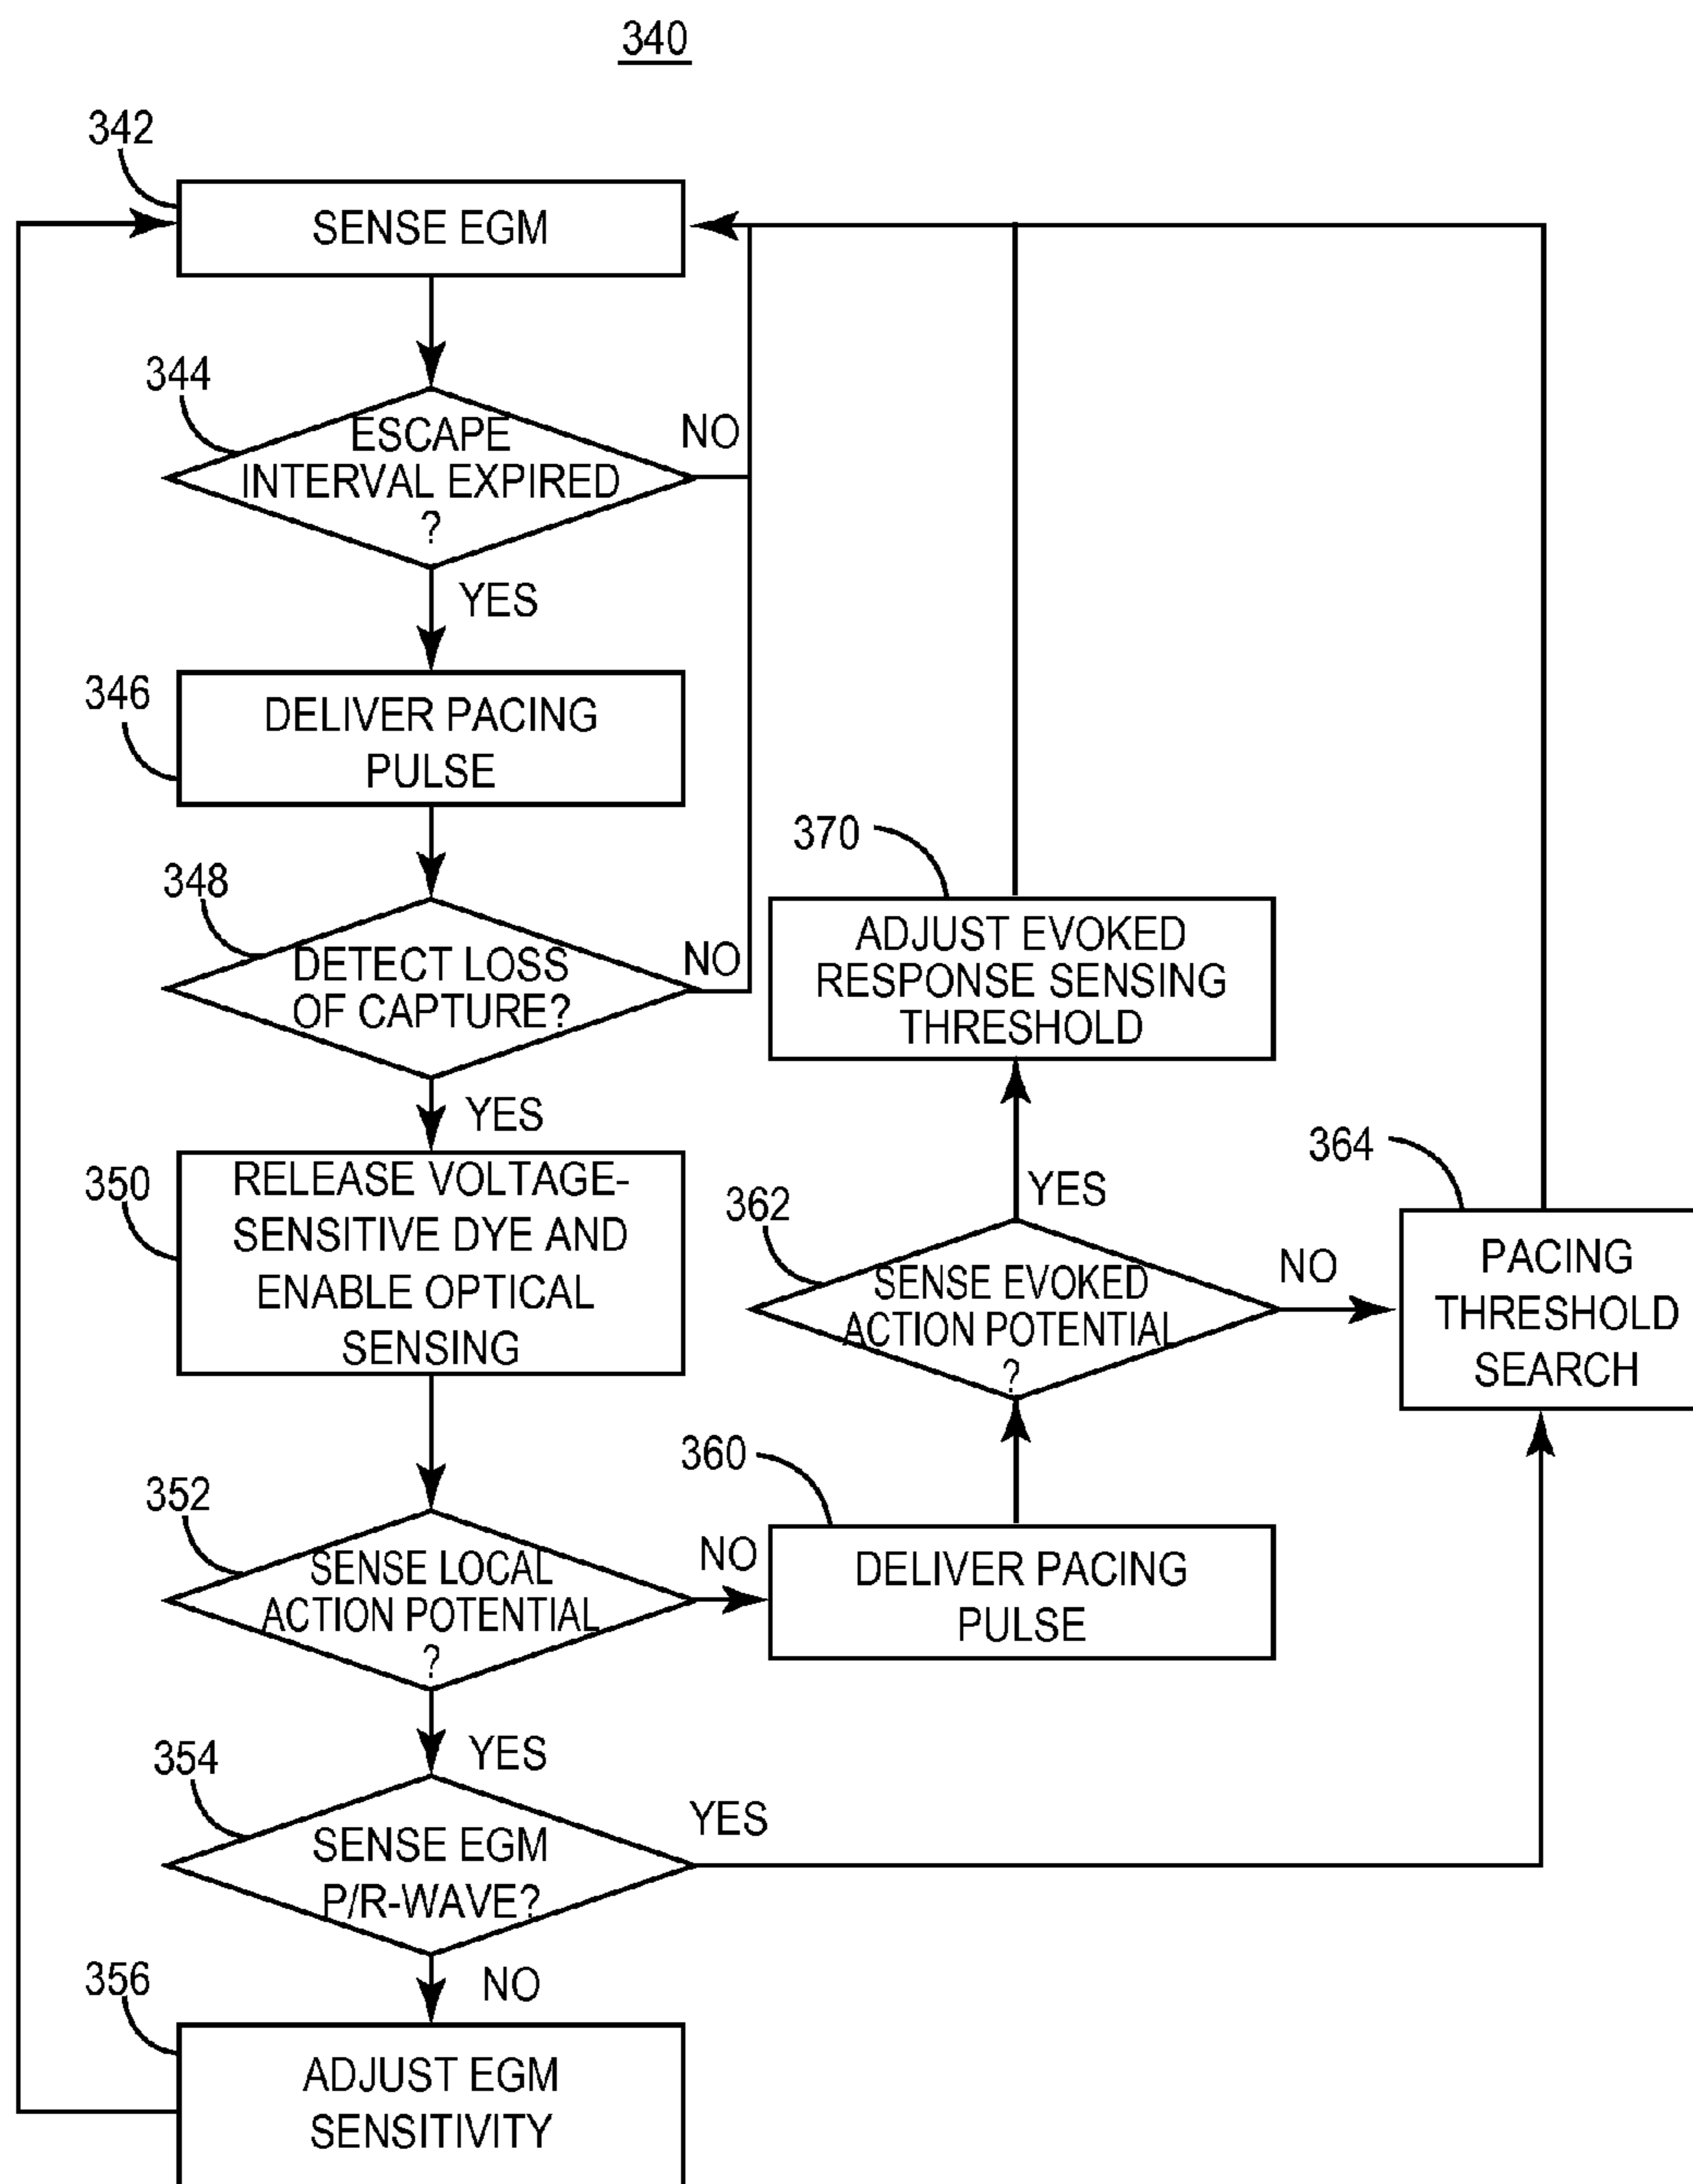 340
342
SENSE EGM
344
ESCAPE
INTERVAL EXPIRED
?
NO
YES
346
DELIVER PACING
PULSE
348
DETECT LOSS
OF CAPTURE?
NO
YES
350
RELEASE VOLTAGE-
SENSITIVE DYE AND
ENABLE OPTICAL
SENSING
352
SENSE LOCAL
ACTION POTENTIAL
?
NO
YES
354
SENSE EGM
P/R-WAVE?
YES
NO
356
ADJUST EGM
SENSITIVITY
360
DELIVER PACING
PULSE
362
SENSE EVOKED
ACTION POTENTIAL
?
YES
NO
370
ADJUST EVOKED
RESPONSE SENSING
THRESHOLD
364
PACING
THRESHOLD
SEARCH